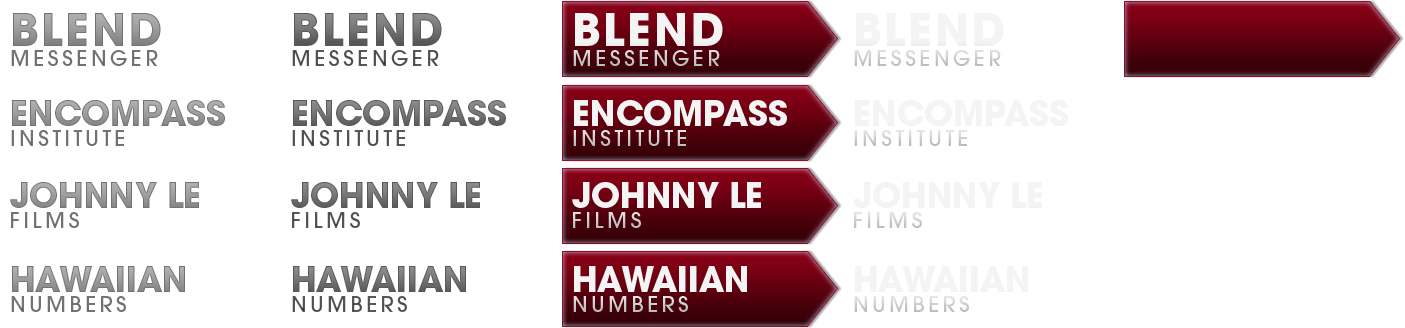 BLEND BLEND BLEND BLEND
MESSENGER MESSENGER MESSENGER MESSENGER
ENCOMPASS ENCOMPASS ENCOMPASS ENCOMPASS
INSTITUTE INSTITUTE INSTITUTE INSTITUTE
JOHNNY LE JOHNNY LE JOHNNY LE JOHNNY LE
FILMS FILMS FILMS FILMS
HAWAIIAN HAWAIIAN HAWAIIAN HAWAIIAN
NUMBERS NUMBERS NUMBERS NUMBERS